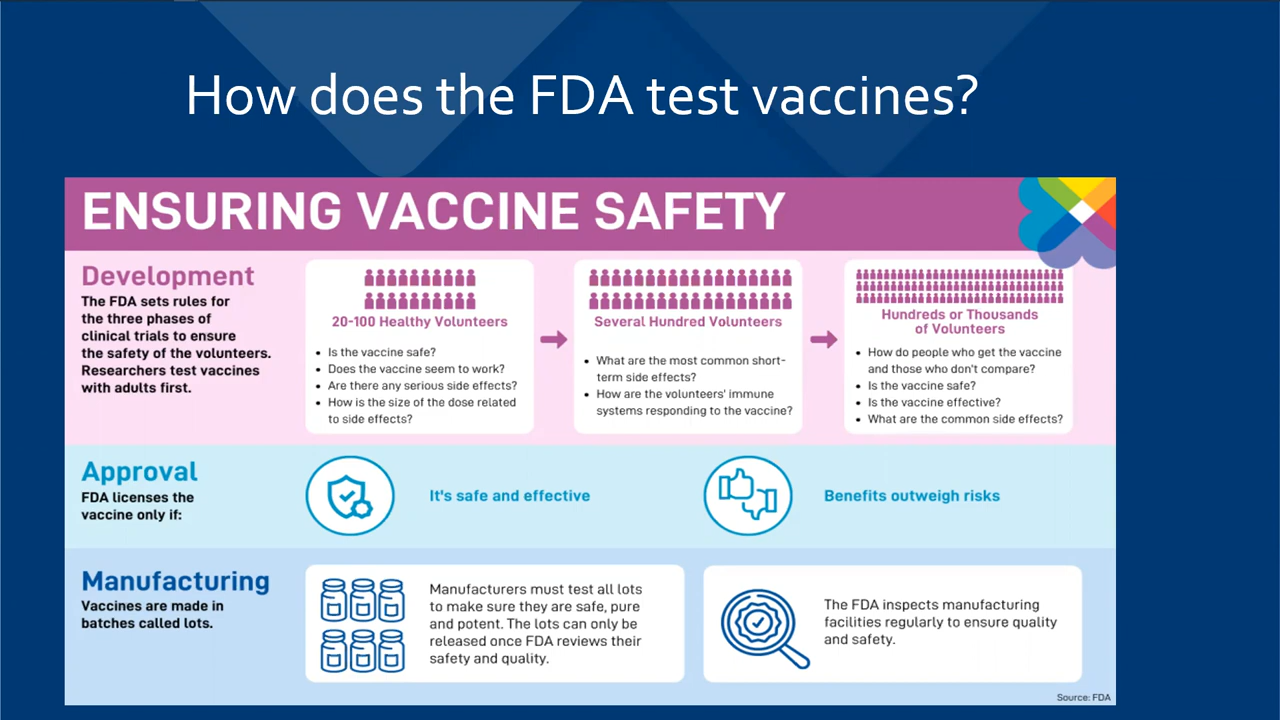 How does the FDA test vaccines?
ENSURING VACCINE SAFETY
Development
The FDA sets rules for
the three phases of
clinical trials to ensure
the safety of the volunteers.
Researchers test vaccines
with adults first.
20-100 Healthy Volunteers
• Is the vaccine safe?
• Does the vaccine seem to work?
• Are there any serious side effects?
• How is the size of the dose related
to side effects?
Several Hundred Volunteers
• What are the most common short-
term side effects?
• How are the volunteers' immune
systems responding to the vaccine?
Hundreds or Thousands
of Volunteers
• How do people who get the vaccine
and those who don't compare?
• Is the vaccine safe?
• Is the vaccine effective?
• What are the common side effects?
Approval
FDA licenses the
vaccine only if:
It's safe and effective
Benefits outweigh risks
Manufacturing
Vaccines are made in
batches called lots.
Manufacturers must test all lots
to make sure they are safe, pure
and potent. The lots can only be
released once FDA reviews their
safety and quality.
The FDA inspects manufacturing
facilities regularly to ensure quality
and safety.
Source: FDA